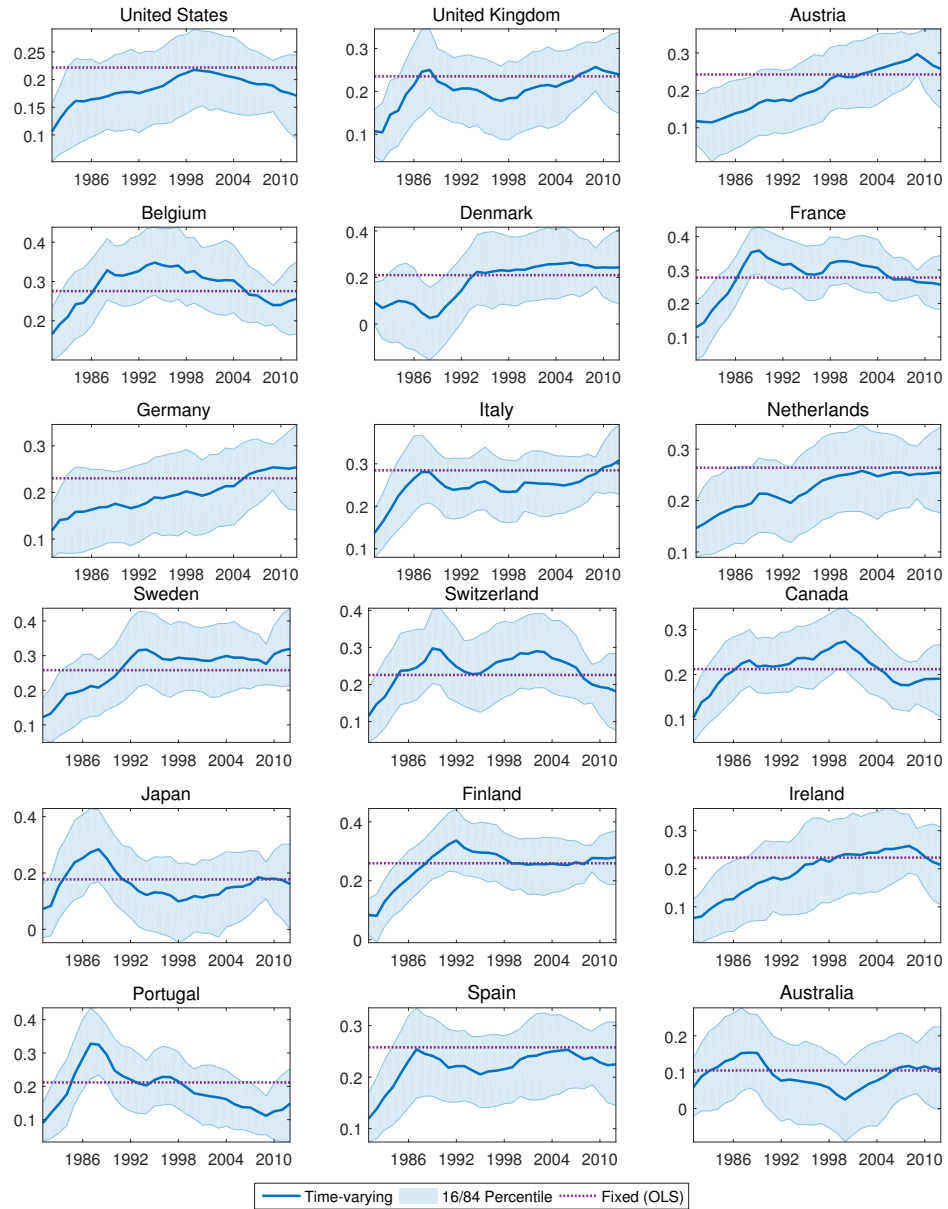 United States United Kingdom Austria
0.25 0.2 0.15 0.1
0.3 0.2 0.1
0.3 0.2 0.1
1986 1992 1998 2004 2010 1986 1992 1998 2004 2010 1986 1992 1998 2004 2010
Belgium Denmark France
0.4 0.3 0.2
0.4 0.2 0
0.4 0.3 0.2 0.1
1986 1992 1998 2004 2010 1986 1992 1998 2004 2010 1986 1992 1998 2004 2010
Germany Italy Netherlands
0.3 0.2 0.1
0.3 0.2 0.1
0.3 0.2 0.1
1986 1992 1998 2004 2010 1986 1992 1998 2004 2010 1986 1992 1998 2004 2010
Sweden Switzerland Canada
0.4 0.3 0.2 0.1
0.4 0.3 0.2 0.1
0.3 0.2 0.1
1986 1992 1998 2004 2010 1986 1992 1998 2004 2010 1986 1992 1998 2004 2010
Japan Finland Ireland
0.4 0.2 0
0.4 0.2 0
0.3 0.2 0.1
1986 1992 1998 2004 2010 1986 1992 1998 2004 2010 1986 1992 1998 2004 2010
Portugal Spain Australia
0.4 0.3 0.2 0.1
0.3 0.2 0.1
0.2 0.1 0
1986 1992 1998 2004 2010 1986 1992 1998 2004 2010 1986 1992 1998 2004 2010
Time-varying 16/84 Percentile Fixed (OLS)